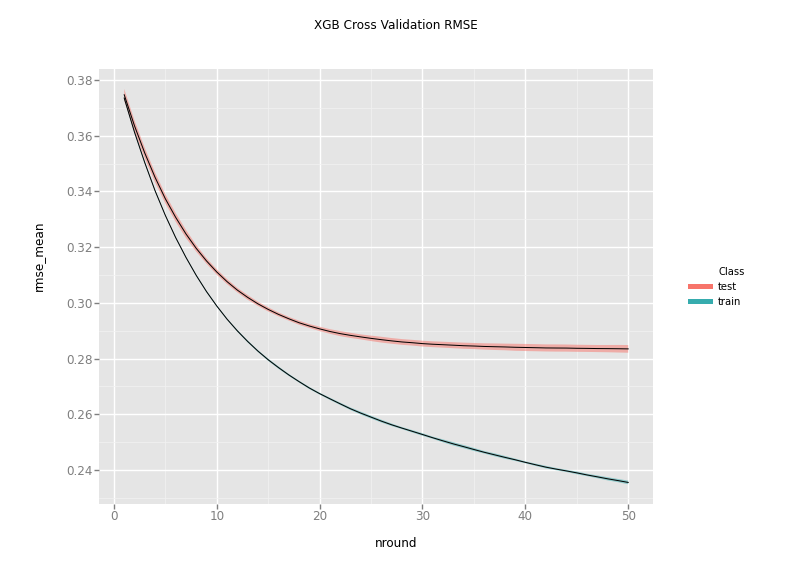 XGB Cross Validation RMSE
0.38
0.36
0.34
0.32
0.30
0.28
0.26
0.24
rmse_mean
0 10 20 30 40 50
nround
Class
test
train